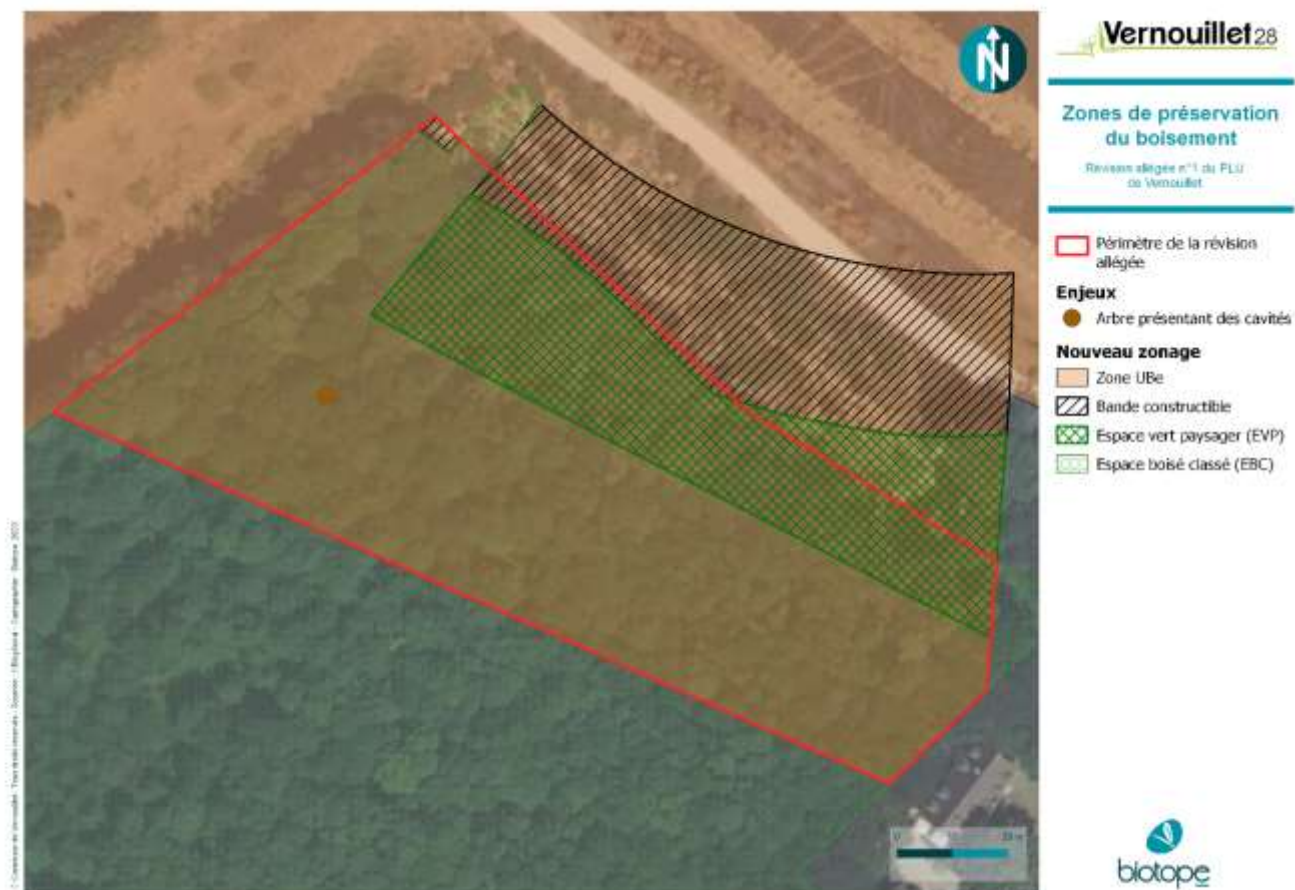 Vernouillet28
Zones de préservation
du boisement
Révision allégée n°1 du PLU
de Vernouillet
Périmètre de la révision
allégée
Enjeux
Arbre présentant des cavités
Nouveau zonage
Zone UBe
Bande constructible
Espace vert paysager (EVP)
Espace boisé classé (EBC)
N
0
biotope